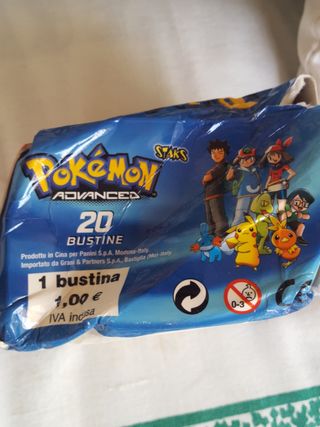 STAKS
POKéMON
ADVANCED
20
BUSTINE
Prodotto in Cina per Panini S.p.A. Modena-Italy
Importato da Grani & Partners S.p.A., Bastiglia (Mo)-Italy
1 bustina
1,00 €
IVA inclusa
0-3
CE